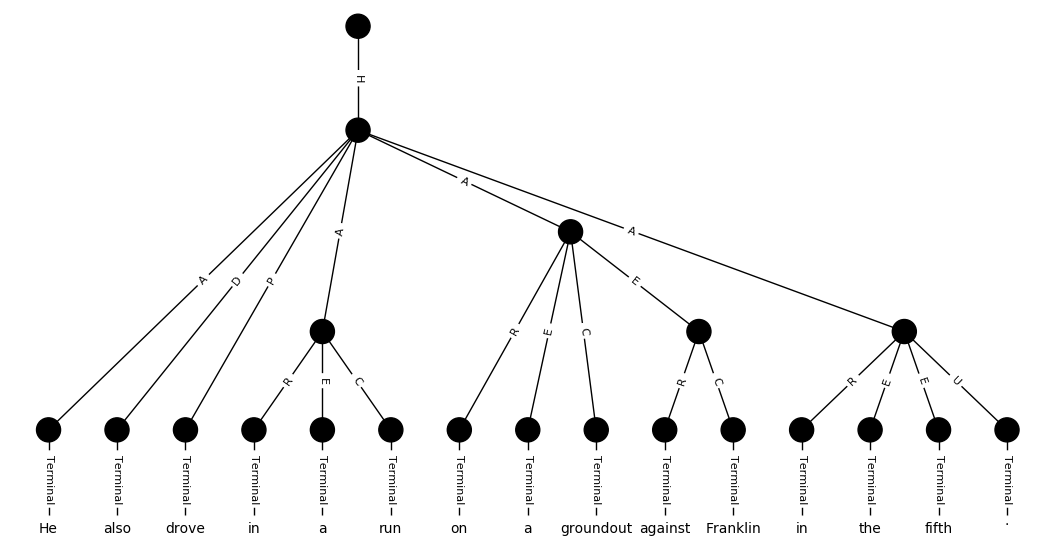 H
A
A
A
D
P
A
E
R
E
C
R
E
C
R
C
R
E
E
U
Terminal Terminal Terminal Terminal Terminal Terminal Terminal Terminal Terminal Terminal Terminal Terminal Terminal Terminal Terminal
He also drove in a run on a groundout against Franklin in the fifth .